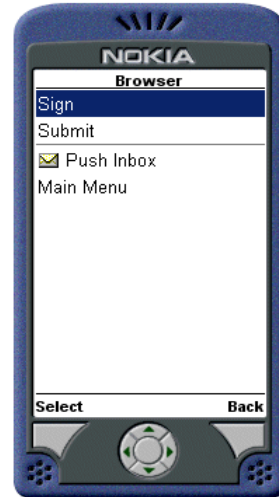 NOKIA
Browser
Sign
Submit
Push Inbox
Main Menu
Select Back